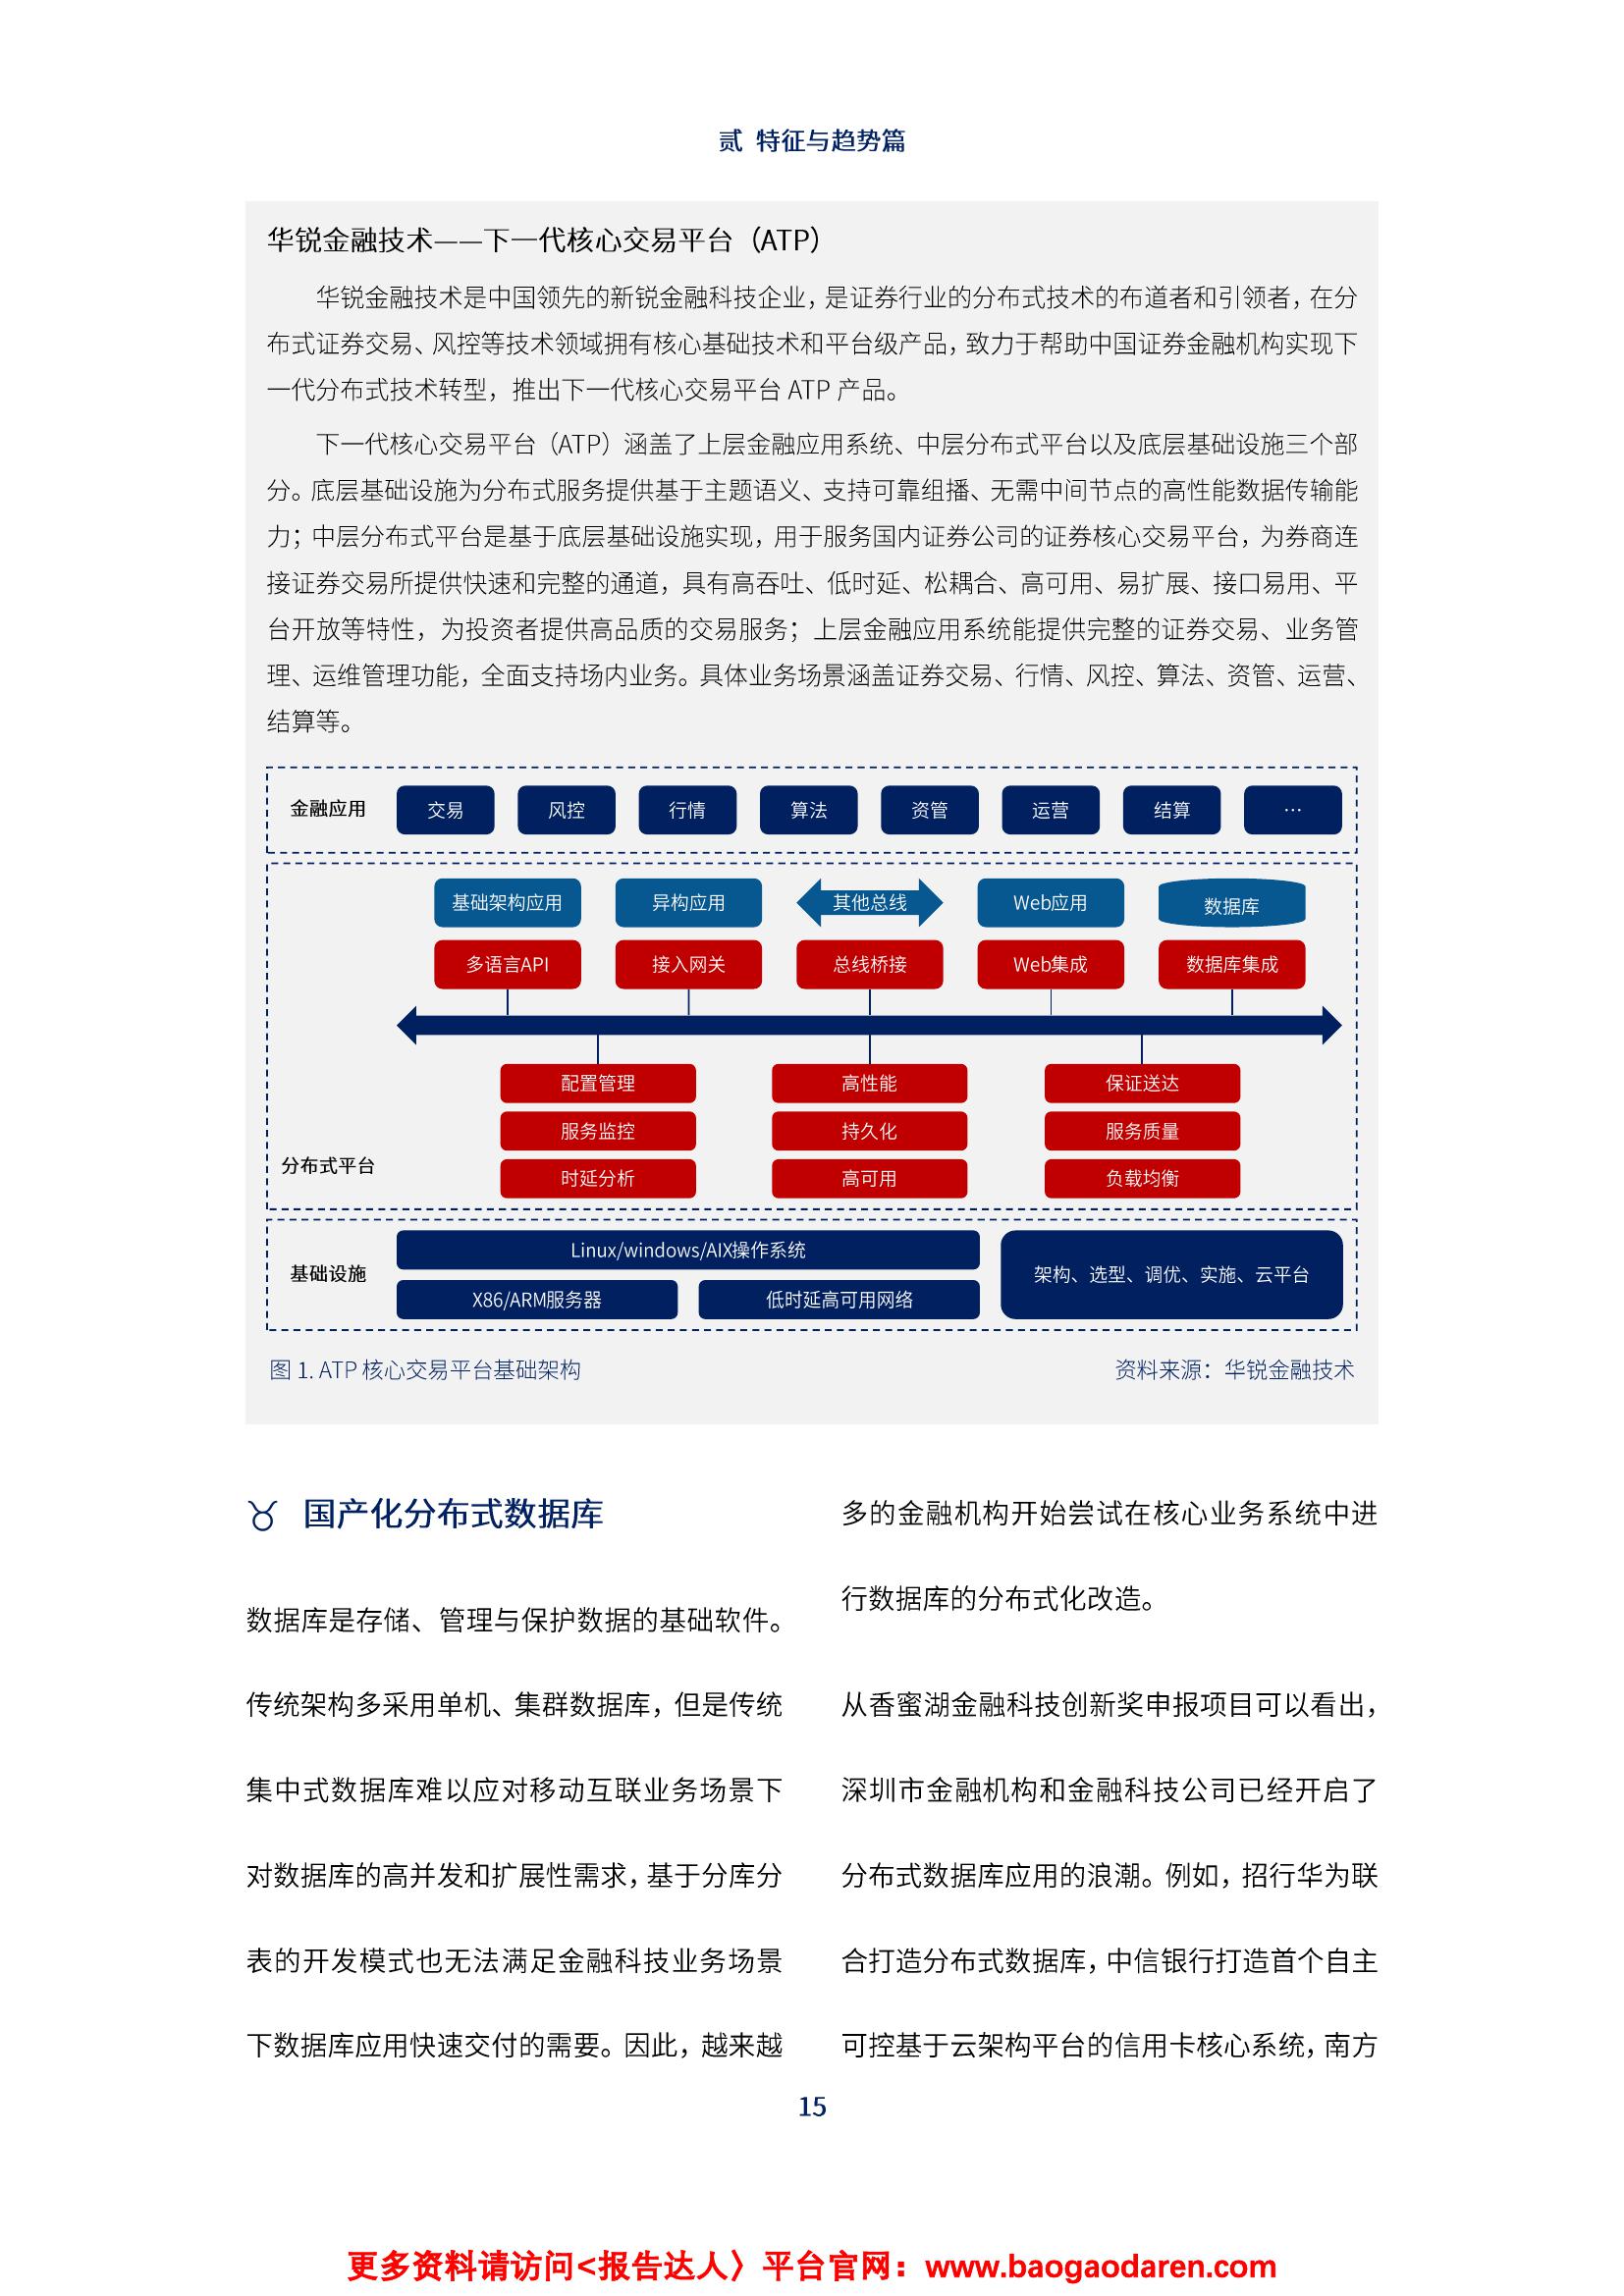 贰 特征与趋势篇
华锐金融技术——下一代核心交易平台（ATP）
华锐金融技术是中国领先的新锐金融科技企业，是证券行业的分布式技术的布道者和引领者，在分
布式证券交易、风控等技术领域拥有核心基础技术和平台级产品，致力于帮助中国证券金融机构实现下
一代分布式技术转型，推出下一代核心交易平台 ATP 产品。
下一代核心交易平台（ATP）涵盖了上层金融应用系统、中层分布式平台以及底层基础设施三个部
分。底层基础设施为分布式服务提供基于主题语义、支持可靠组播、无需中间节点的高性能数据传输能
力；中层分布式平台是基于底层基础设施实现，用于服务国内证券公司的证券核心交易平台，为券商连
接证券交易所提供快速和完整的通道，具有高吞吐、低时延、松耦合、高可用、易扩展、接口易用、平
台开放等特性，为投资者提供高品质的交易服务；上层金融应用系统能提供完整的证券交易、业务管
理、运维管理功能，全面支持场内业务。具体业务场景涵盖证券交易、行情、风控、算法、资管、运营、
结算等。
金融应用 交易 风控 行情 算法 资管 运营 结算 …
基础架构应用 异构应用 其他总线 Web应用 数据库
多语言API 接入网关 总线桥接 Web集成 数据库集成
配置管理 高性能 保证送达
服务监控 持久化 服务质量
分布式平台
时延分析 高可用 负载均衡
Linux/windows/AIX操作系统
基础设施 架构、选型、调优、实施、云平台
X86/ARM服务器 低时延高可用网络
图 1. ATP 核心交易平台基础架构 资料来源：华锐金融技术
♉ 国产化分布式数据库
数据库是存储、管理与保护数据的基础软件。
传统架构多采用单机、集群数据库，但是传统
集中式数据库难以应对移动互联业务场景下
对数据库的高并发和扩展性需求，基于分库分
表的开发模式也无法满足金融科技业务场景
下数据库应用快速交付的需要。因此，越来越
多的金融机构开始尝试在核心业务系统中进
行数据库的分布式化改造。
从香蜜湖金融科技创新奖申报项目可以看出，
深圳市金融机构和金融科技公司已经开启了
分布式数据库应用的浪潮。例如，招行华为联
合打造分布式数据库，中信银行打造首个自主
可控基于云架构平台的信用卡核心系统，南方
15
更多资料请访问<报告达人〉平台官网：www.baogaodaren.com